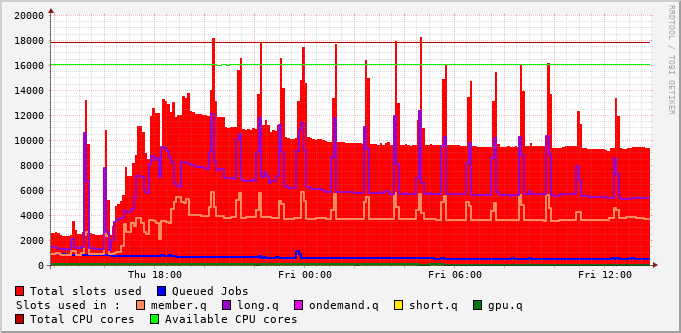 20000
18000
16000
14000
12000
10000
8000
6000
4000
2000
0
Thu 18:00 Fri 00:00 Fri 06:00 Fri 12:00
RRDTOOL / TOBI OETIKER
Total slots used Queued Jobs
Slots used in : member.q long.q ondemand.q short.q gpu.q
Total CPU cores Available CPU cores